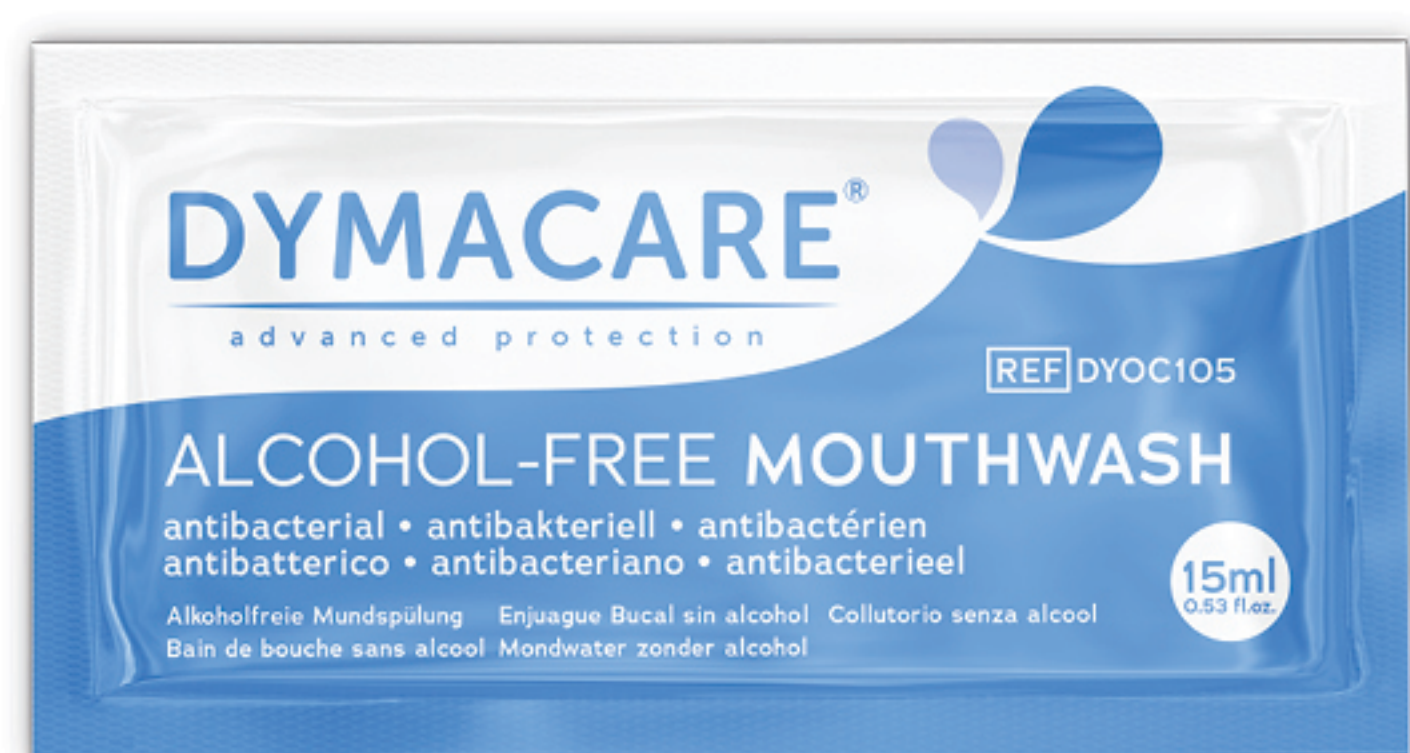 DYMACARE®
advanced protection
REF DYOC105
ALCOHOL-FREE MOUTHWASH
antibacterial • antibakteriell • antibactérien
antibatterico • antibacteriano • antibacterieel
15ml
0.53 fl.oz.
Alkoholfreie Mundspülung Enjuague Bucal sin alcohol Collutorio senza alcool
Bain de bouche sans alcool Mondwater zonder alcohol